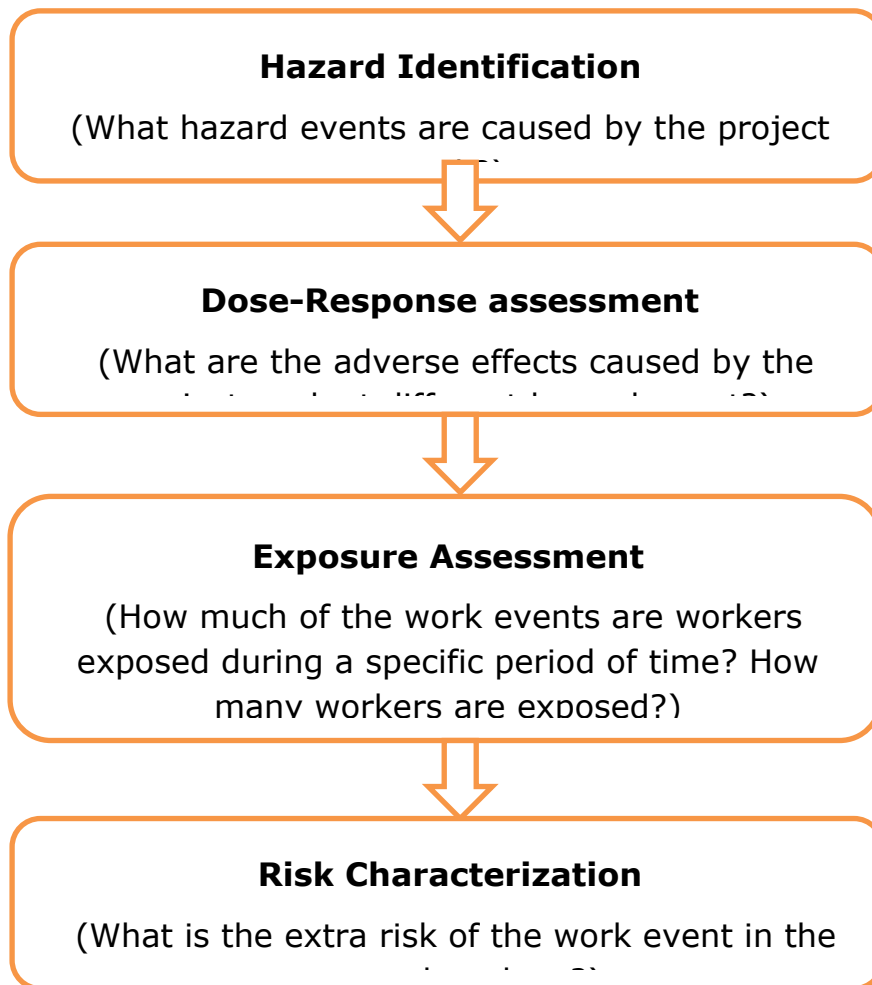 Hazard Identification
(What hazard events are caused by the project
Dose-Response assessment
(What are the adverse effects caused by the
Exposure Assessment
(How much of the work events are workers
exposed during a specific period of time? How
many workers are exposed?)
Risk Characterization
(What is the extra risk of the work event in the